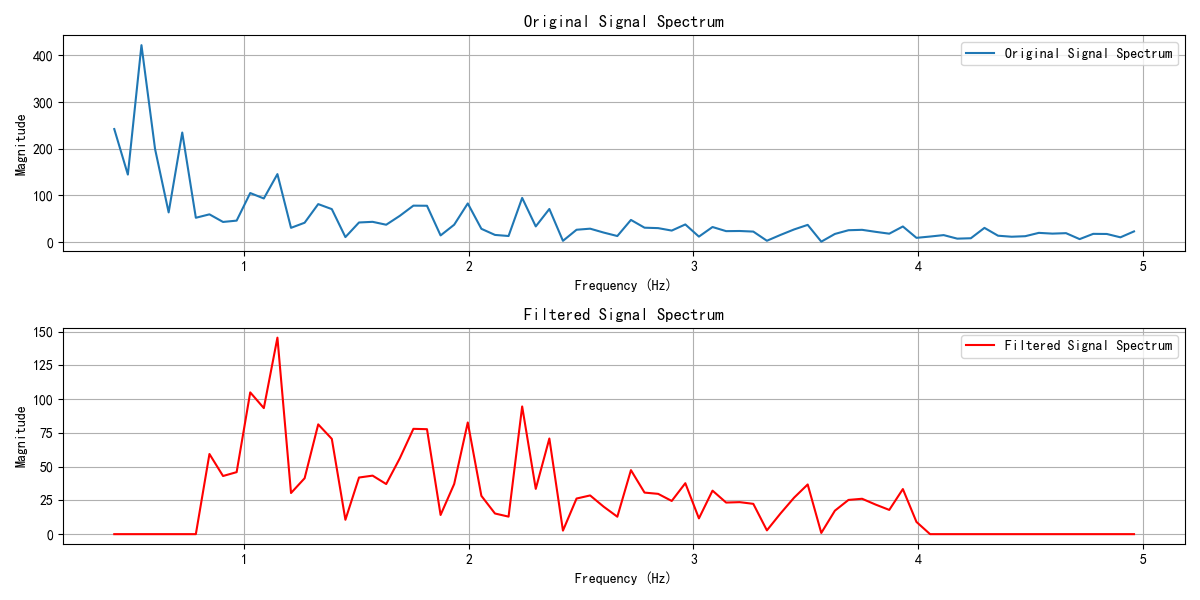 Original Signal Spectrum
Original Signal Spectrum
400
300
200
100
0
Magnitude
1 2 3 4 5
Frequency (Hz)
Filtered Signal Spectrum
Filtered Signal Spectrum
150
125
100
75
50
25
0
Magnitude
1 2 3 4 5
Frequency (Hz)